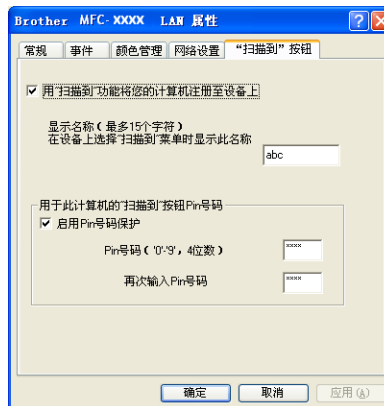 Brother MFC-XXXX LAN 属性
常规 事件 颜色管理 网络设置 “扫描到”按钮
用"扫描到"功能将您的计算机注册至设备上
显示名称（最多15个字符）
在设备上选择"扫描到"菜单时显示此名称
abc
用于此计算机的"扫描到"按钮Pin号码
启用Pin号码保护
Pin号码（'0'-'9', 4位数） ****
再次输入Pin号码 ****
确定 取消 应用(A)